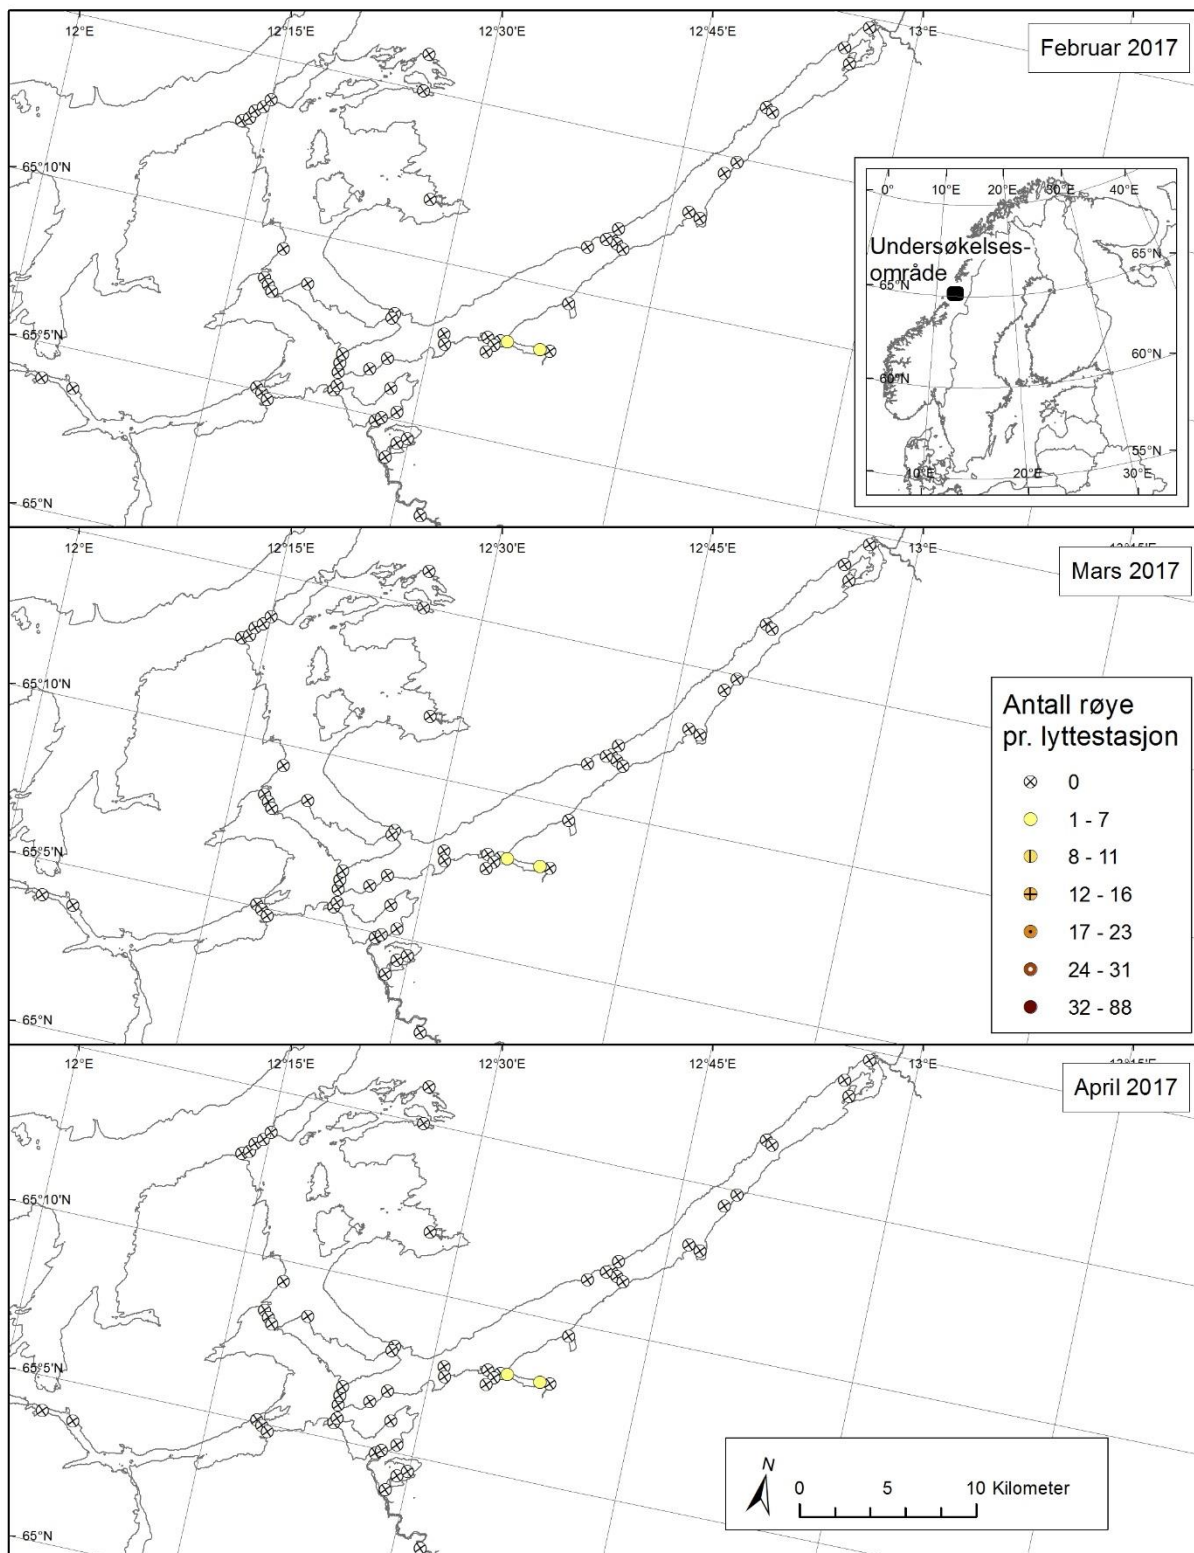 12°E 12°15'E 12°30'E 12°45'E 13°E
Februar 2017
65°10'N
65°5'N
65°N
0° 10°E 20°E 30°E 40°E
Undersøkelses-
område
65°N
65°N
60°N
60°N
55°N
10°E 20°E 30°E
12°E 12°15'E 12°30'E 12°45'E 13°E
Mars 2017
65°10'N
65°5'N
65°N
Antall røye
pr. lyttestasjon
0
1 - 7
8 - 11
12 - 16
17 - 23
24 - 31
32 - 88
12°E 12°15'E 12°30'E 12°45'E 13°E
April 2017
65°10'N
65°5'N
65°N
N
0 5 10 Kilometer